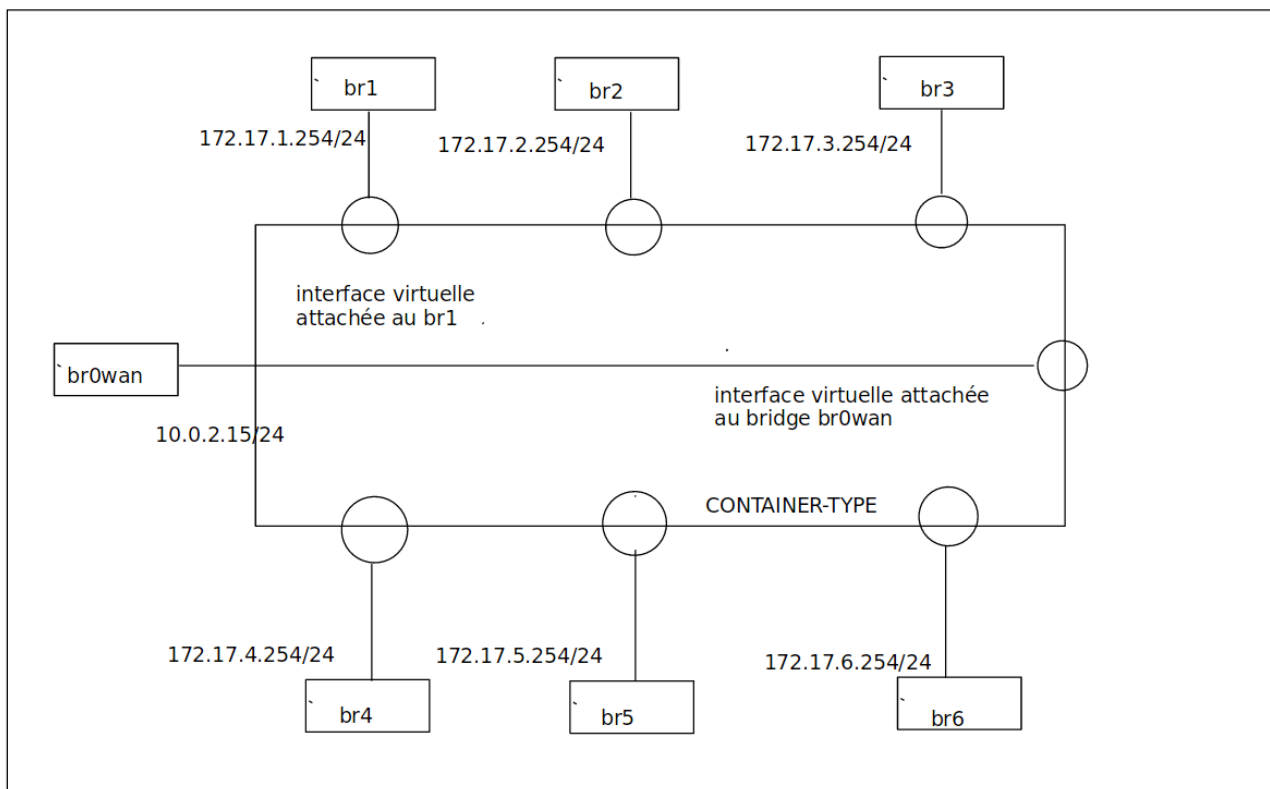 br1
br2
br3
172.17.1.254/24
172.17.2.254/24
172.17.3.254/24
interface virtuelle
attachée au br1
br0wan
interface virtuelle attachée
au bridge br0wan
10.0.2.15/24
CONTAINER-TYPE
172.17.4.254/24
172.17.5.254/24
172.17.6.254/24
br4
br5
br6